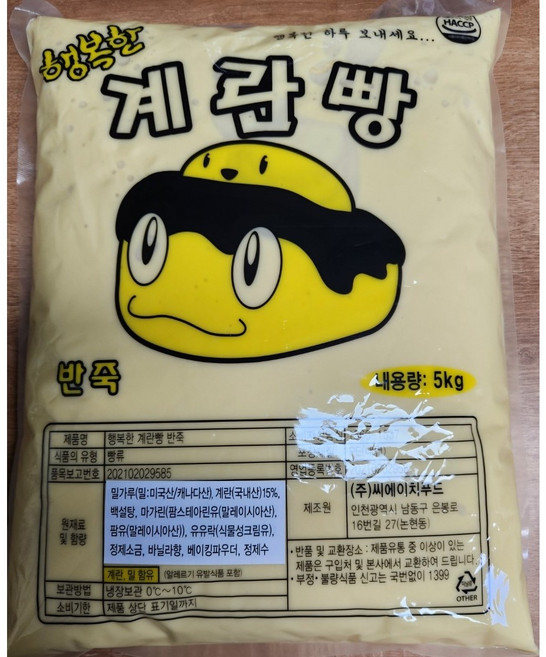 행복한
행복한 하루 보내세요...
HACCP
계란빵
반죽
내용량: 5kg
제품명 행복한 계란빵 반죽
식품의 유형 빵류
품목보고번호 202102029585
원재료 및 함량
밀가루(밀:미국산/캐나다산), 계란(국내산)15%,
백설탕, 마가린(팜스테아린유(말레이시아산),
팜유(말레이시아산)), 유유락(식물성크림유),
정제소금, 바닐라향, 베이킹파우더, 정제수
계란, 밀 함유 (알레르기 유발식품 포함)
보관방법 냉장보관 0℃~10℃
소비기한 제품 상단 표기일까지
제조원
(주)씨에이치푸드
인천광역시 남동구 은봉로
16번길 27(논현동)
• 반품 및 교환장소 : 제품유통 중 이상이 있는
제품은 구입처 및 본사에서 교환하여 드립니다
• 부정• 불량식품 신고는 국번없이 1399
OTHER